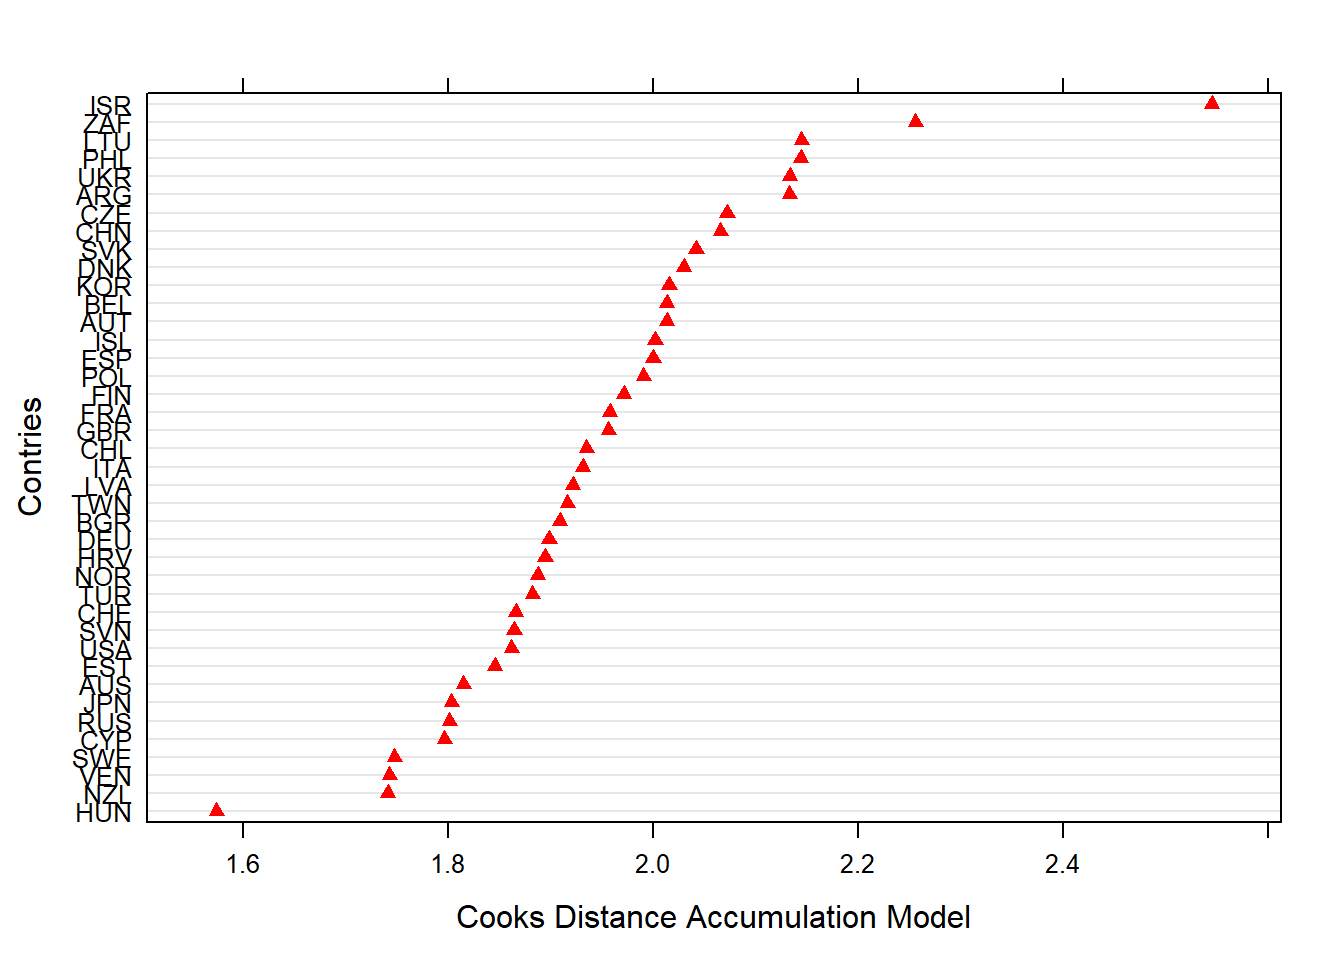 ISR
ZAF
LTU
PHL
UKR
ARG
CZE
CHN
SVK
DNK
KOR
BEL
AUT
ISL
ESP
POL
FIN
FRA
GBR
CHL
ITA
LVA
TWN
BGR
DEU
HRV
NOR
TUR
CHE
SVN
USA
EST
AUS
JPN
RUS
CYP
SWE
VEN
NZL
HUN
Contries
1.6 1.8 2.0 2.2 2.4
Cooks Distance Accumulation Model